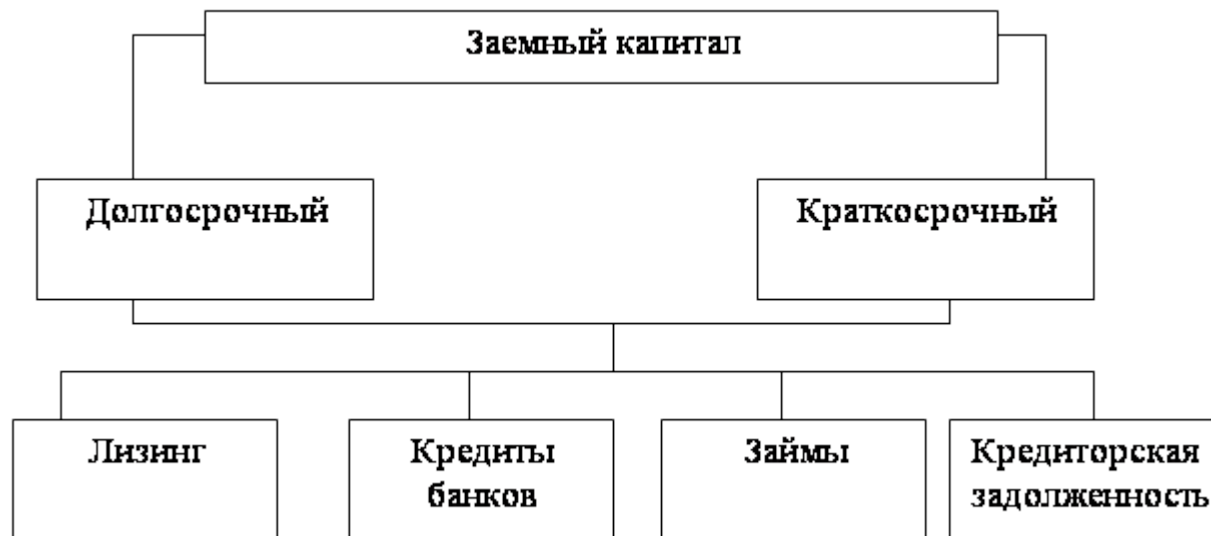 Заемный капитал
Долгосрочный
Краткосрочный
Лизинг
Кредиты
банков
Займы
Кредиторская
задолженность